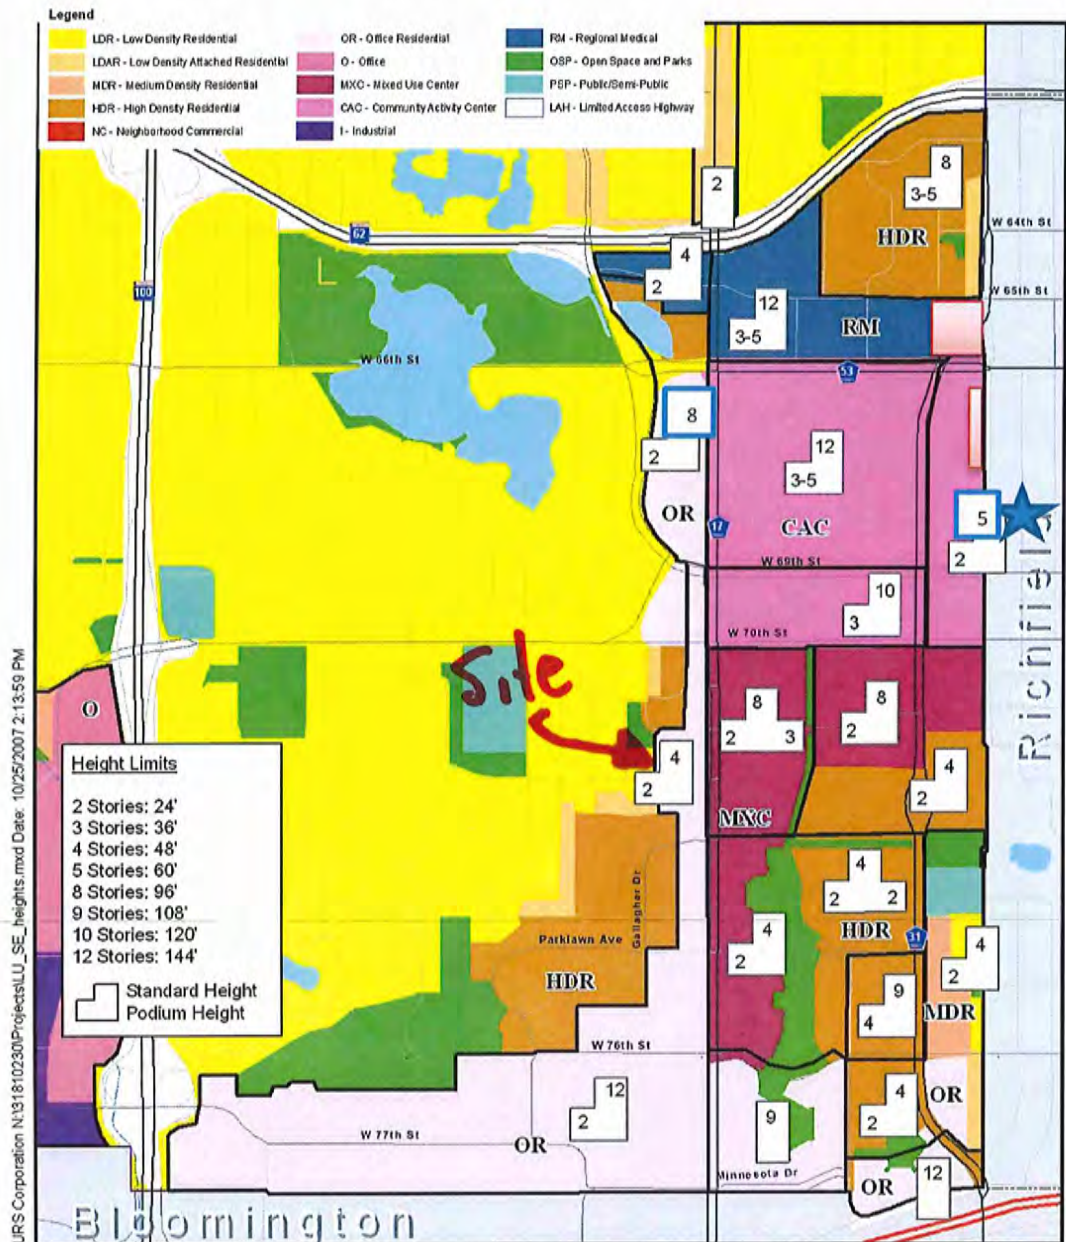 Legend
LDR - Low Density Residential
LDAR - Low Density Attached Residential
MDR - Medium Density Residential
HDR - High Density Residential
NC - Neighborhood Commercial
OR - Office Residential
O - Office
MXC - Mixed Use Center
CAC - Community Activity Center
I - Industrial
RM - Regional Medical
OSP - Open Space and Parks
PSP - Public/Semi-Public
LAH - Limited Access Highway
2
8
3-5
W 64th St
HDR
62
4
2
100
W 65th St
12
3-5
RM
W 66th St
53
8
2
12
3-5
OR
17
CAC
5
2
W 69th St
10
3
W 70th St
Richfield
Site
O
8
2 3
8
2
4
2
4
2
MXC
Height Limits
2 Stories: 24'
3 Stories: 36'
4 Stories: 48'
5 Stories: 60'
8 Stories: 96'
9 Stories: 108'
10 Stories: 120'
12 Stories: 144'
Standard Height
Podium Height
Gallagher Dr
4
2 2
Parklawn Ave
HDR
4
2
HDR
31
4
2
9
4
MDR
W 76th St
12
2
W 77th St
OR
9
4
2
OR
Minnesota Dr
OR
12
Bloomington
URS Corporation N:\31810230\Projects\LU_SE_heights.mxd Date: 10/25/2007 2:13:59 PM